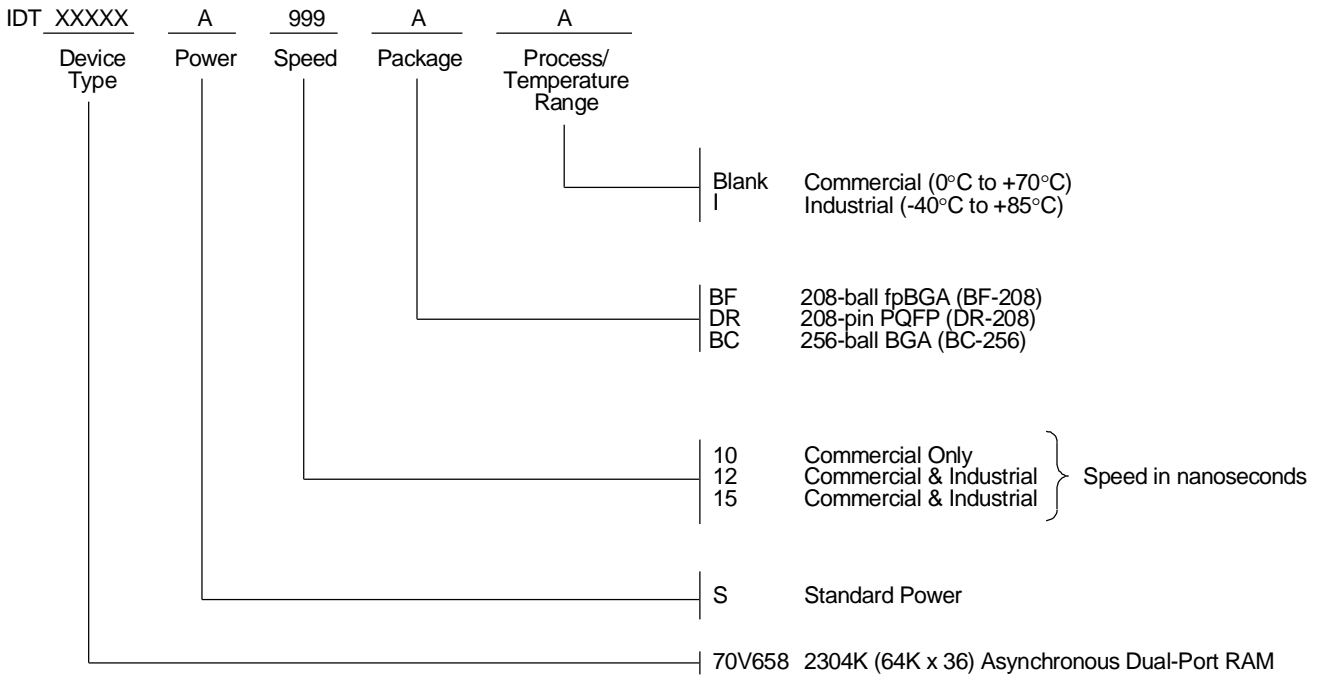 IDT XXXXX A 999 A A
Device Type Power Speed Package Process/ Temperature Range
Blank Commercial (0°C to +70°C)
I Industrial (-40°C to +85°C)
BF 208-ball fpBGA (BF-208)
DR 208-pin PQFP (DR-208)
BC 256-ball BGA (BC-256)
10 Commercial Only
12 Commercial & Industrial Speed in nanoseconds
15 Commercial & Industrial
S Standard Power
70V658 2304K (64K x 36) Asynchronous Dual-Port RAM